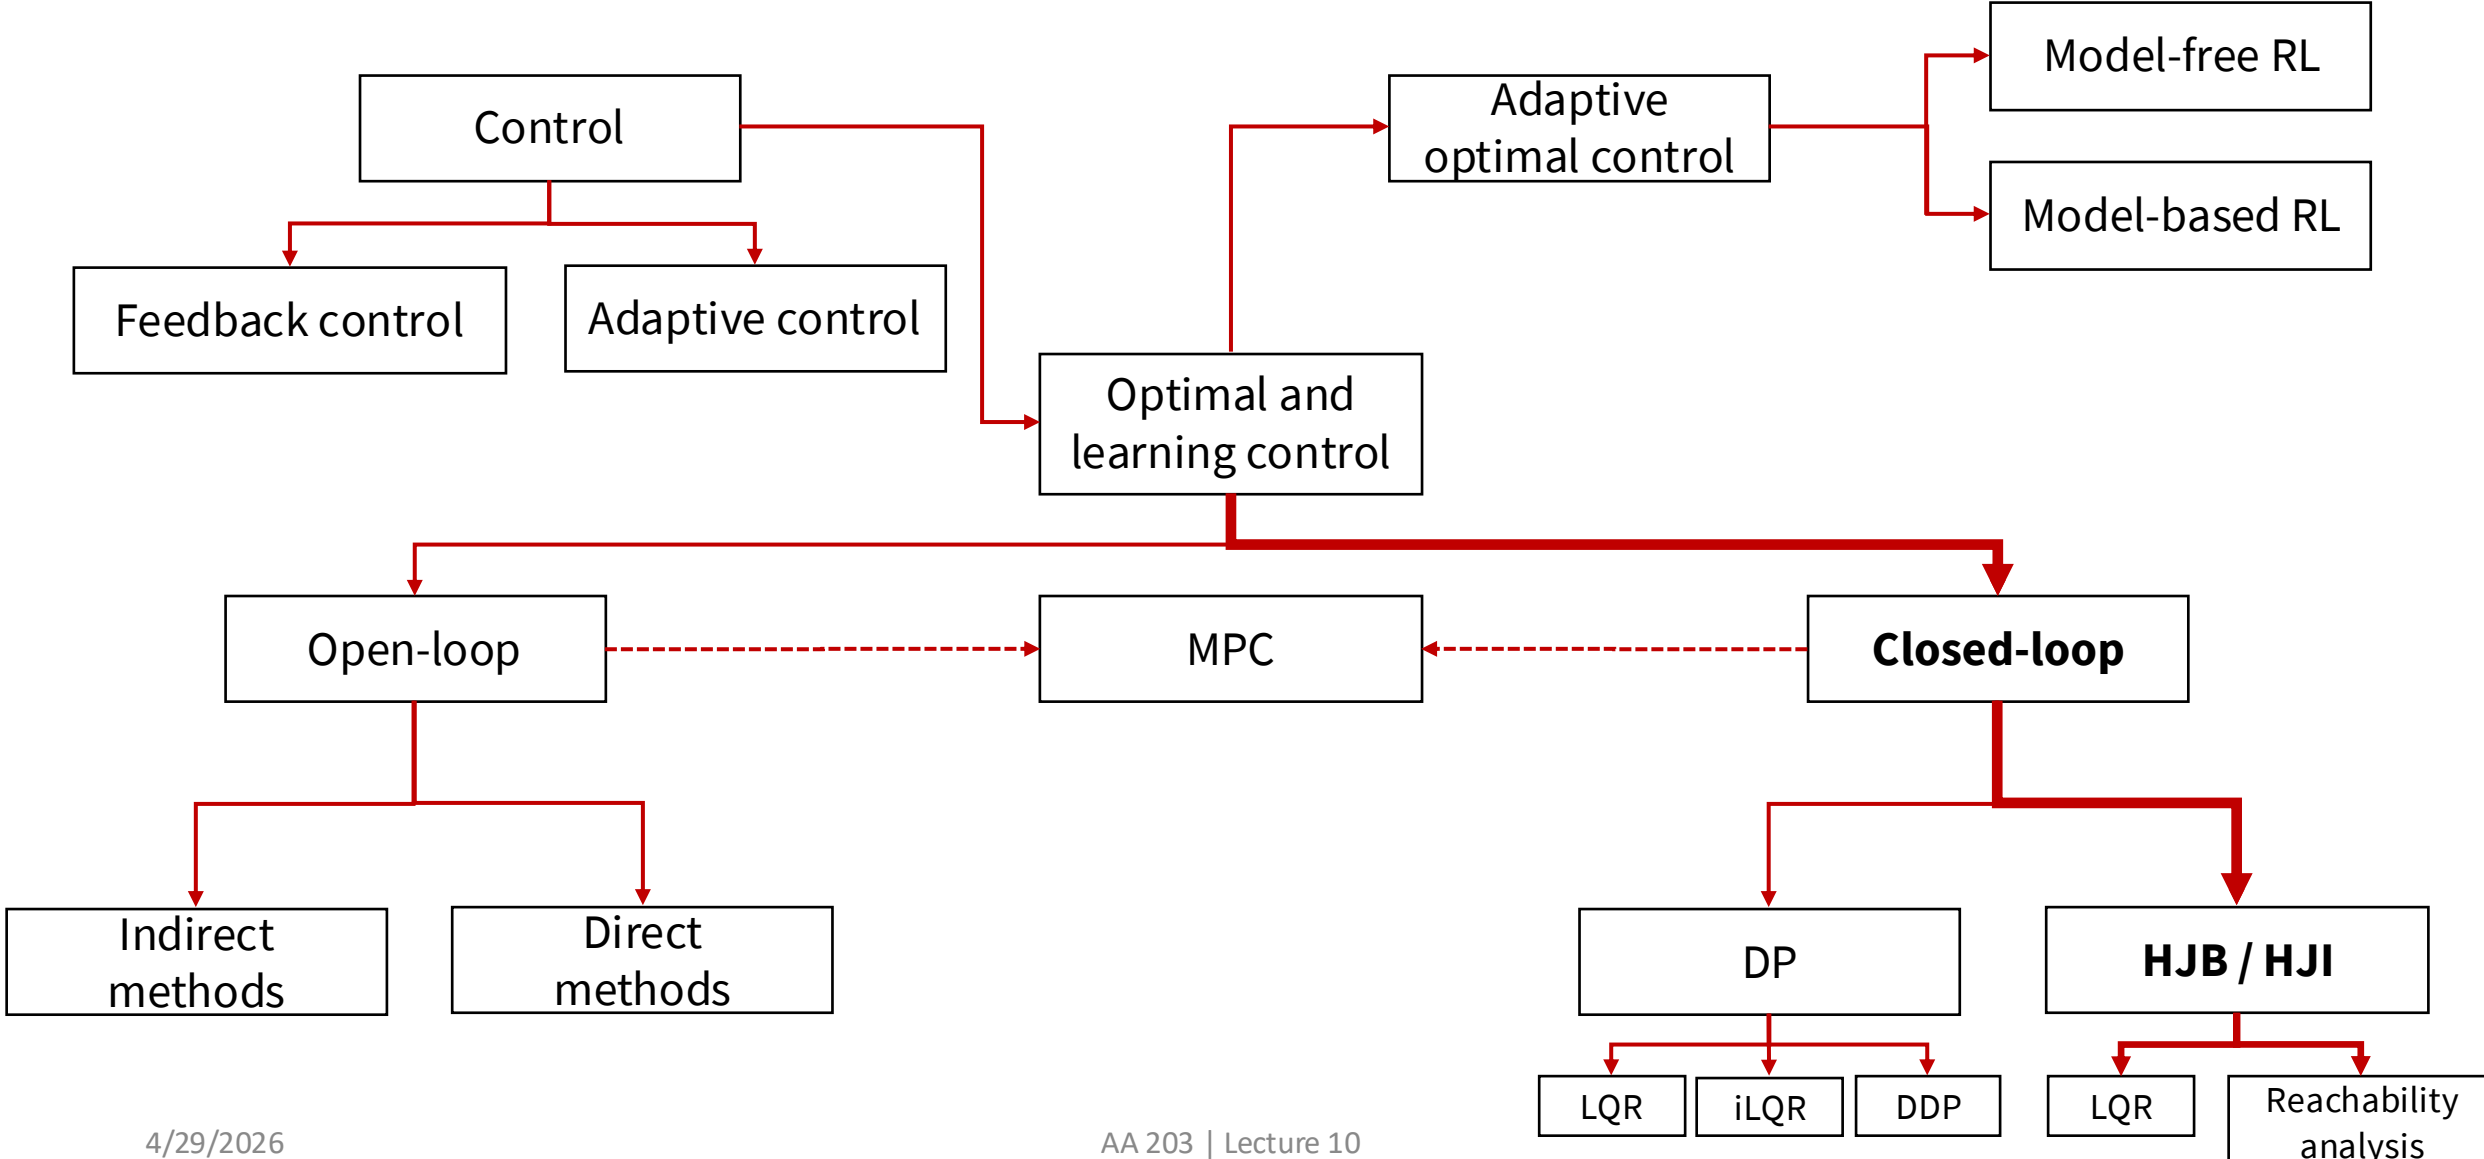 Model-free RL
Control
Adaptive
optimal control
Model-based RL
Feedback control
Adaptive control
Optimal and
learning control
Open-loop
MPC
Closed-loop
Indirect
methods
Direct
methods
DP
HJB / HJI
LQR
iLQR
DDP
LQR
Reachability
analysis
4/29/2026
AA 203 | Lecture 10